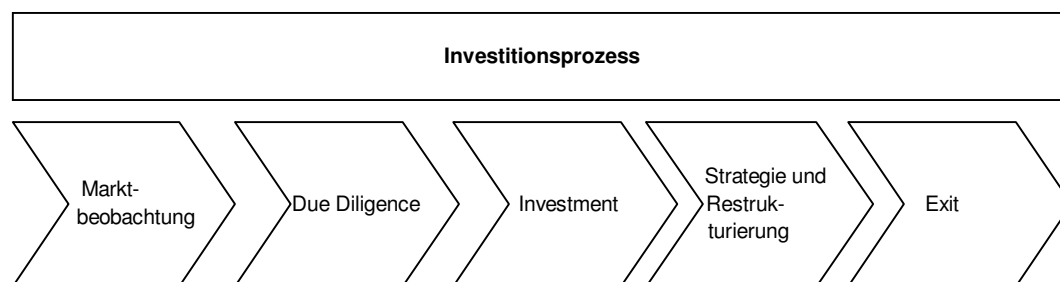 Investitionsprozess
Markt-
beobachtung
Due Diligence
Investment
Strategie und
Restruk-
turierung
Exit